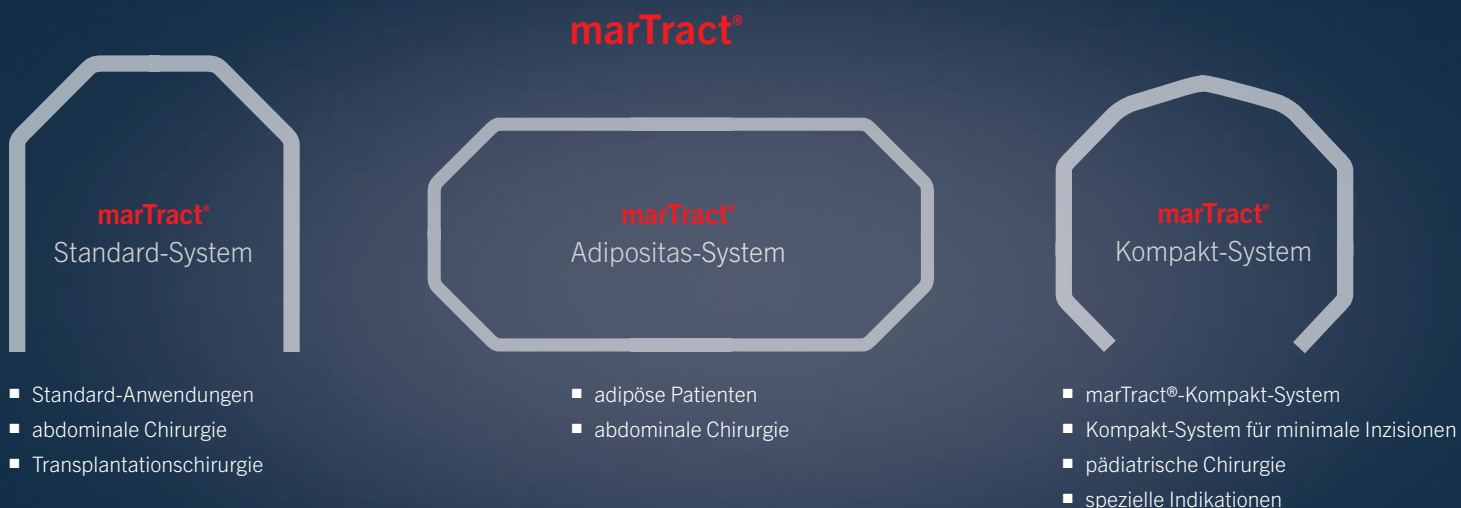 marTract®
marTract®
Standard-System
■ Standard-Anwendungen
■ abdominale Chirurgie
■ Transplantationschirurgie
marTract®
Adipositas-System
■ adipöse Patienten
■ abdominale Chirurgie
marTract®
Kompakt-System
■ marTract®-Kompakt-System
■ Kompakt-System für minimale Inzisionen
■ pädiatrische Chirurgie
■ spezielle Indikationen